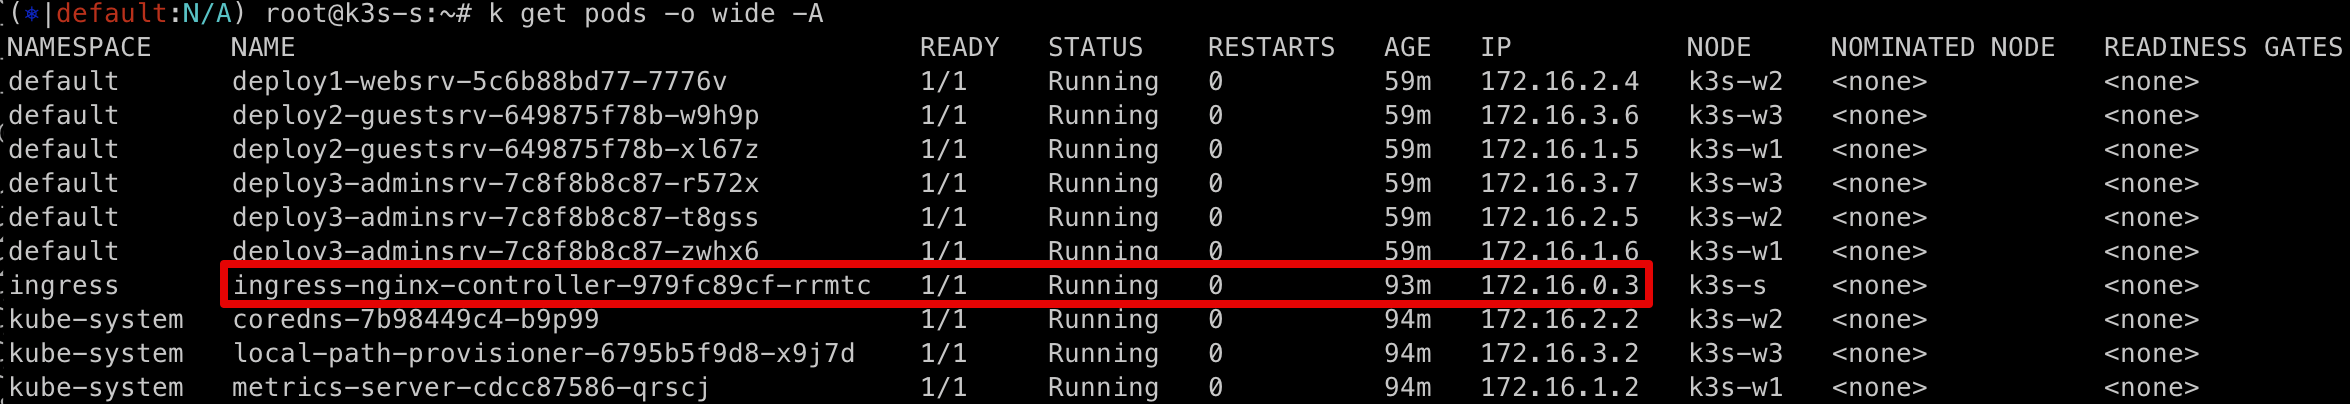 (⎈|default:N/A) root@k3s-s:~# k get pods -o wide -A
NAMESPACE NAME READY STATUS RESTARTS AGE IP NODE NOMINATED NODE READINESS GATES
default deploy1-websrv-5c6b88bd77-7776v 1/1 Running 0 59m 172.16.2.4 k3s-w2 <none> <none>
default deploy2-guestsrv-649875f78b-w9h9p 1/1 Running 0 59m 172.16.3.6 k3s-w3 <none> <none>
default deploy2-guestsrv-649875f78b-xl67z 1/1 Running 0 59m 172.16.1.5 k3s-w1 <none> <none>
default deploy3-adminsrv-7c8f8b8c87-r572x 1/1 Running 0 59m 172.16.3.7 k3s-w3 <none> <none>
default deploy3-adminsrv-7c8f8b8c87-t8gss 1/1 Running 0 59m 172.16.2.5 k3s-w2 <none> <none>
default deploy3-adminsrv-7c8f8b8c87-zwhx6 1/1 Running 0 59m 172.16.1.6 k3s-w1 <none> <none>
ingress ingress-nginx-controller-979fc89cf-rrmtc 1/1 Running 0 93m 172.16.0.3 k3s-s <none> <none>
kube-system coredns-7b98449c4-b9p99 1/1 Running 0 94m 172.16.2.2 k3s-w2 <none> <none>
kube-system local-path-provisioner-6795b5f9d8-x9j7d 1/1 Running 0 94m 172.16.3.2 k3s-w3 <none> <none>
kube-system metrics-server-cdcc87586-qrscj 1/1 Running 0 94m 172.16.1.2 k3s-w1 <none> <none>